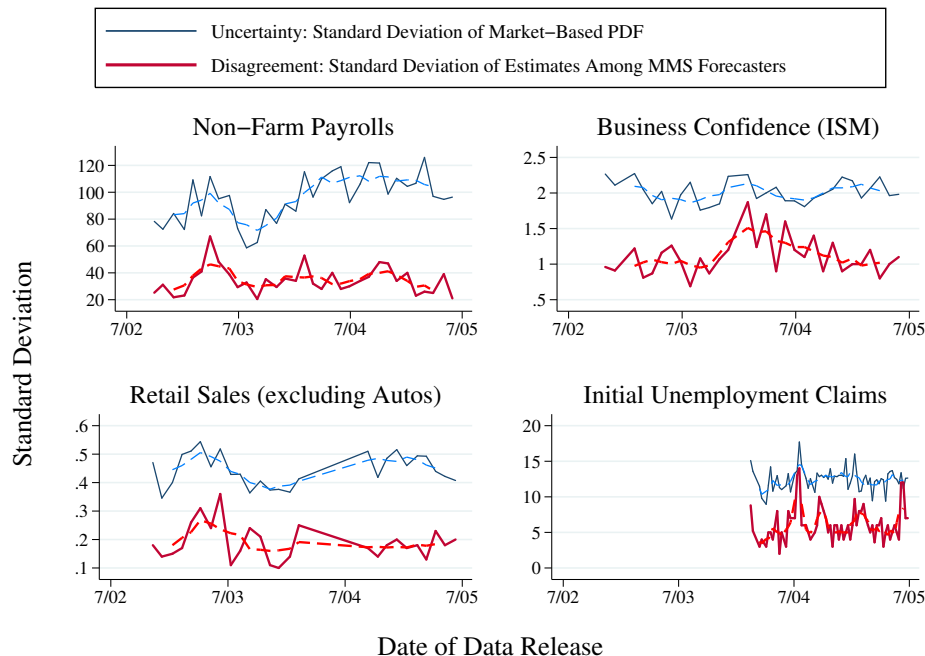 Uncertainty: Standard Deviation of Market−Based PDF
Disagreement: Standard Deviation of Estimates Among MMS Forecasters
Standard Deviation
Non−Farm Payrolls
120
100
80
60
40
20
7/02 7/03 7/04 7/05
Business Confidence (ISM)
2.5
2
1.5
1
.5
7/02 7/03 7/04 7/05
Retail Sales (excluding Autos)
.6
.5
.4
.3
.2
.1
7/02 7/03 7/04 7/05
Initial Unemployment Claims
20
15
10
5
0
7/02 7/03 7/04 7/05
Date of Data Release